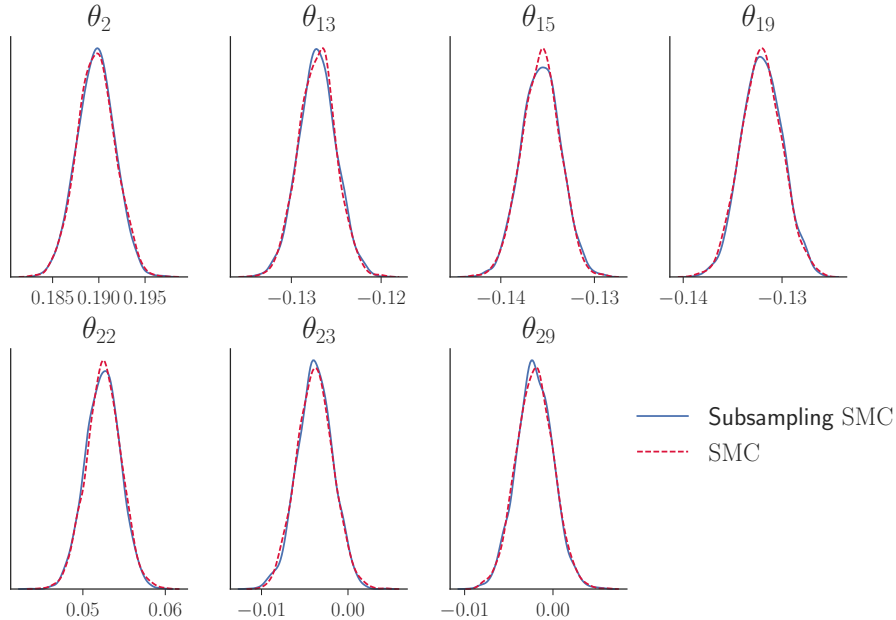 θ₂ θ₁₃ θ₁₅ θ₁₉
0.185 0.190 0.195 −0.13 −0.12 −0.14 −0.13 −0.14 −0.13
θ₂₂ θ₂₃ θ₂₉
Subsampling SMC
SMC
0.05 0.06 −0.01 0.00 −0.01 0.00